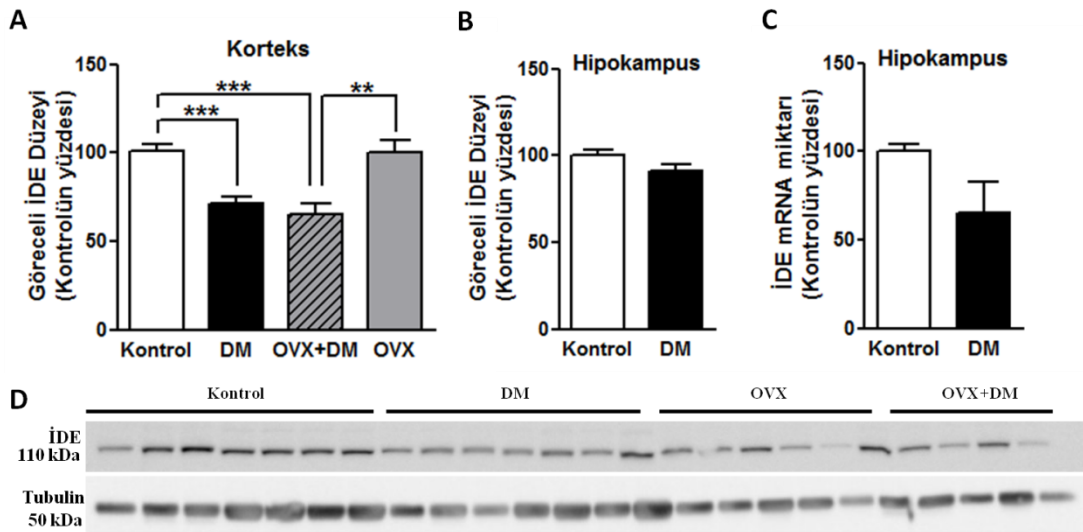 A
Korteks
Göreceli İDE Düzeyi
(Kontrolün yüzdesi)
150
100
50
0
***
***
**
Kontrol DM OVX+DM OVX
B
Hipokampus
Göreceli İDE Düzeyi
(Kontrolün yüzdesi)
150
100
50
0
Kontrol DM
C
Hipokampus
İDE mRNA miktarı
(Kontrolün yüzdesi)
150
100
50
0
Kontrol DM
D
Kontrol DM OVX OVX+DM
İDE
110 kDa
Tubulin
50 kDa